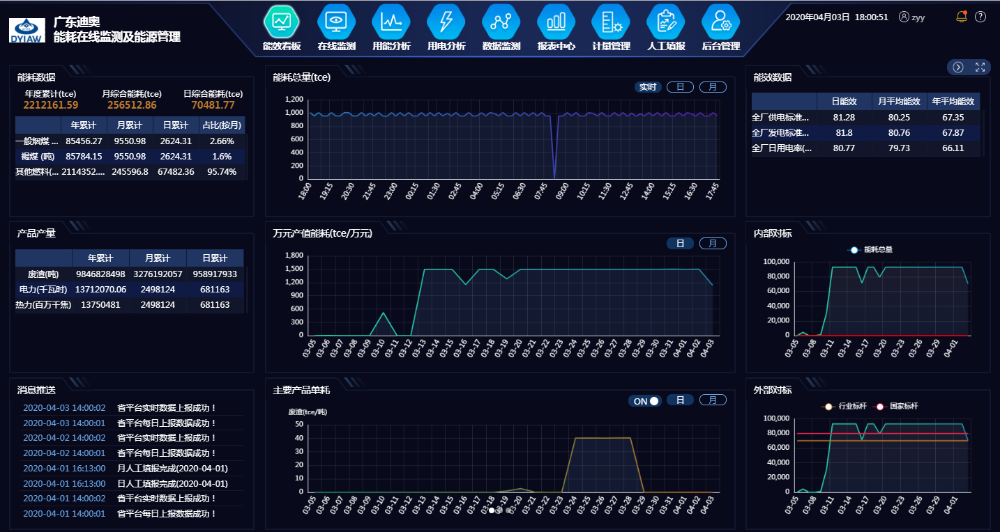 DYIAW
广东迪奥
能耗在线监测及能源管理
能效看板
在线监测
用能分析
用电分析
数据监测
报表中心
计量管理
人工填报
后台管理
2020年04月03日 18:00:51
zyy
能耗数据
年度累计(tce) 月综合能耗(tce) 日综合能耗(tce)
2212161.59 256512.86 70481.77
年累计 月累计 日累计 占比(按月)
一般烟煤 ... 85456.27 9550.98 2624.31 2.66%
褐煤 (吨) 85784.15 9550.98 2624.31 1.6%
其他燃料(... 2114352.... 245596.8 67482.36 95.74%
能耗总量(tce)
实时 日 月
1,200
1,000
800
600
400
200
0
18:00 19:15 20:30 21:45 23:00 00:15 01:30 02:45 04:00 05:15 06:30 07:45 09:00 10:15 11:30 12:45 14:00 15:15 16:30 17:45
能效数据
日能效 月平均能效 年平均能效
全厂供电标准... 81.28 80.25 67.35
全厂发电标准... 81.8 80.76 67.87
全厂日用电率(... 80.77 79.73 66.11
产品产量
年累计 月累计 日累计
废渣(吨) 9846828498 3276192057 958917933
电力(千瓦时) 13712070.06 2498124 681163
热力(百万千焦) 13750481 2498124 681163
万元产值能耗(tce/万元)
日 月
1,800
1,500
1,200
900
600
300
0
03-05 03-06 03-07 03-08 03-09 03-10 03-11 03-12 03-13 03-14 03-15 03-16 03-17 03-18 03-19 03-20 03-21 03-22 03-23 03-24 03-25 03-26 03-27 03-28 03-29 03-30 03-31 04-01 04-02 04-03
内部对标
能耗总量
100,000
80,000
60,000
40,000
20,000
0
03-05 03-08 03-11 03-14 03-17 03-20 03-23 03-26 03-29 04-01
消息推送
2020-04-03 14:00:02 省平台实时数据上报成功！
2020-04-03 14:00:01 省平台每日上报数据成功！
2020-04-02 14:00:02 省平台实时数据上报成功！
2020-04-02 14:00:01 省平台每日上报数据成功！
2020-04-01 16:13:00 月人工填报完成(2020-04-01)
2020-04-01 16:13:00 日人工填报完成(2020-04-01)
2020-04-01 14:00:02 省平台实时数据上报成功！
2020-04-01 14:00:01 省平台每日上报数据成功！
主要产品单耗
ON 日 月
废渣(tce/吨)
50
40
30
20
10
0
03-05 03-06 03-07 03-08 03-09 03-10 03-11 03-12 03-13 03-14 03-15 03-16 03-17 03-18 03-19 03-20 03-21 03-22 03-23 03-24 03-25 03-26 03-27 03-28 03-29 03-30 03-31 04-01 04-02 04-03
外部对标
行业标杆 国家标杆
100,000
80,000
60,000
40,000
20,000
0
03-05 03-08 03-11 03-14 03-17 03-20 03-23 03-26 03-29 04-01